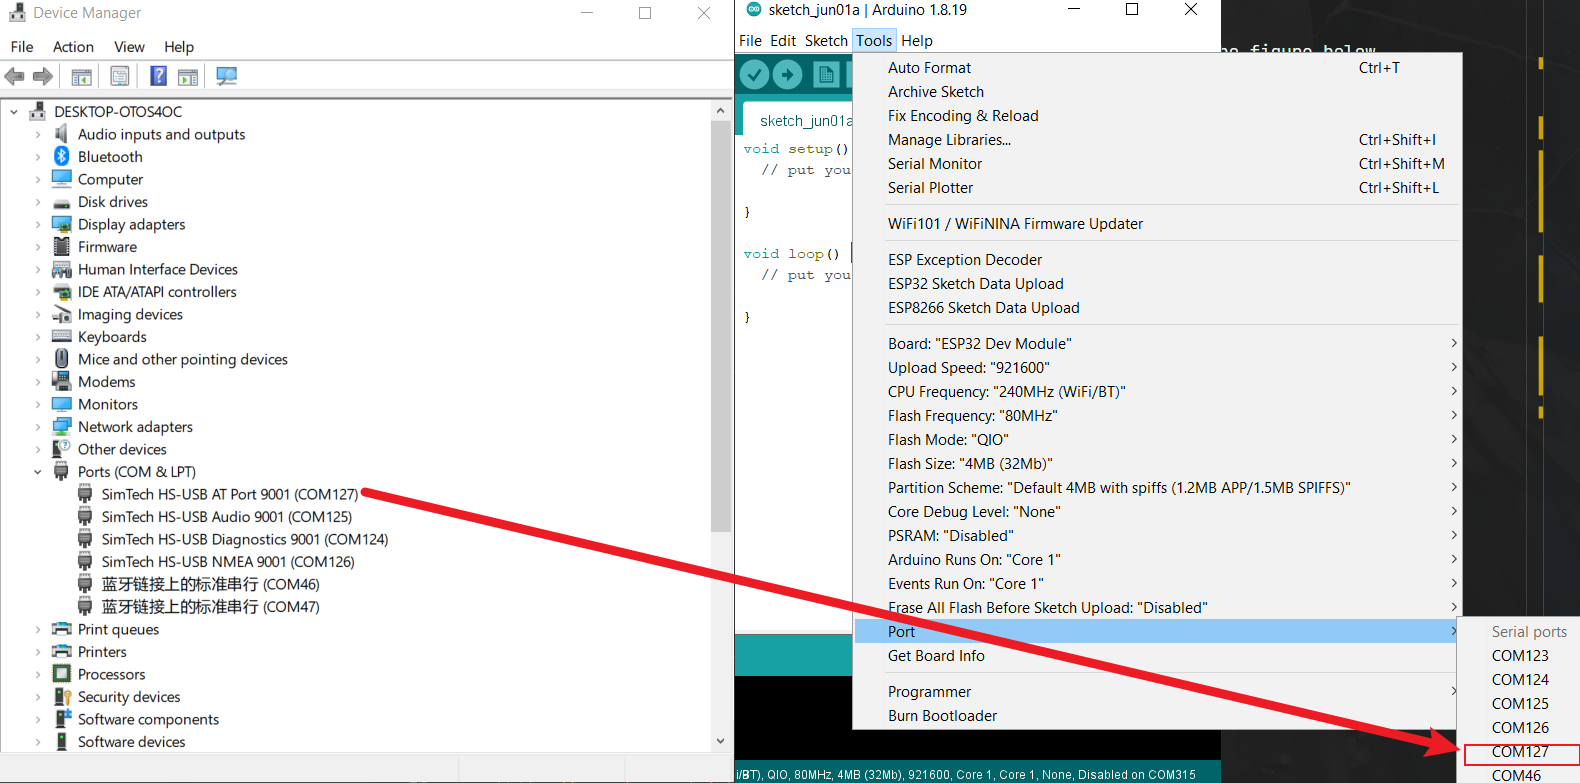 Device Manager
File Action View Help
DESKTOP-OTOS4OC
Audio inputs and outputs
Bluetooth
Computer
Disk drives
Display adapters
Firmware
Human Interface Devices
IDE ATA/ATAPI controllers
Imaging devices
Keyboards
Mice and other pointing devices
Modems
Monitors
Network adapters
Other devices
Ports (COM & LPT)
SimTech HS-USB AT Port 9001 (COM127)
SimTech HS-USB Audio 9001 (COM125)
SimTech HS-USB Diagnostics 9001 (COM124)
SimTech HS-USB NMEA 9001 (COM126)
蓝牙链接上的标准串行 (COM46)
蓝牙链接上的标准串行 (COM47)
Print queues
Printers
Processors
Security devices
Software components
Software devices
sketch_jun01a | Arduino 1.8.19
File Edit Sketch Tools Help
figure below
sketch_jun01a
void setup()
// put you
}
void loop()
// put you
}
Auto Format Ctrl+T
Archive Sketch
Fix Encoding & Reload
Manage Libraries... Ctrl+Shift+I
Serial Monitor Ctrl+Shift+M
Serial Plotter Ctrl+Shift+L
WiFi101 / WiFiNINA Firmware Updater
ESP Exception Decoder
ESP32 Sketch Data Upload
ESP8266 Sketch Data Upload
Board: "ESP32 Dev Module"
Upload Speed: "921600"
CPU Frequency: "240MHz (WiFi/BT)"
Flash Frequency: "80MHz"
Flash Mode: "QIO"
Flash Size: "4MB (32Mb)"
Partition Scheme: "Default 4MB with spiffs (1.2MB APP/1.5MB SPIFFS)"
Core Debug Level: "None"
PSRAM: "Disabled"
Arduino Runs On: "Core 1"
Events Run On: "Core 1"
Erase All Flash Before Sketch Upload: "Disabled"
Port
Get Board Info
Programmer
Burn Bootloader
Serial ports
COM123
COM124
COM125
COM126
COM127
COM46
i/BT), QIO, 80MHz, 4MB (32Mb), 921600, Core 1, Core 1, None, Disabled on COM315